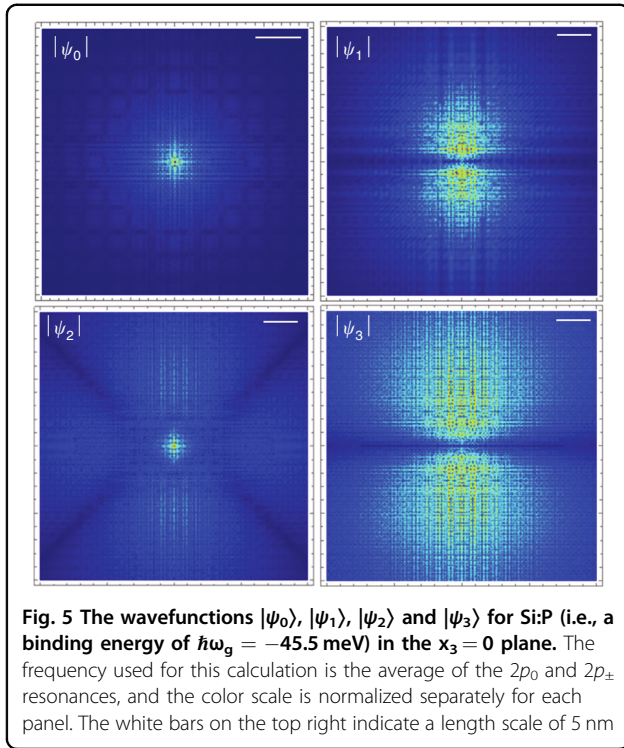 |ψ₀|
|ψ₁|
|ψ₂|
|ψ₃|
Fig. 5 The wavefunctions |ψ₀⟩, |ψ₁⟩, |ψ₂⟩ and |ψ₃⟩ for Si:P (i.e., a
binding energy of ℏω_g = −45.5 meV) in the x₃ = 0 plane. The
frequency used for this calculation is the average of the 2p₀ and 2p±
resonances, and the color scale is normalized separately for each
panel. The white bars on the top right indicate a length scale of 5 nm